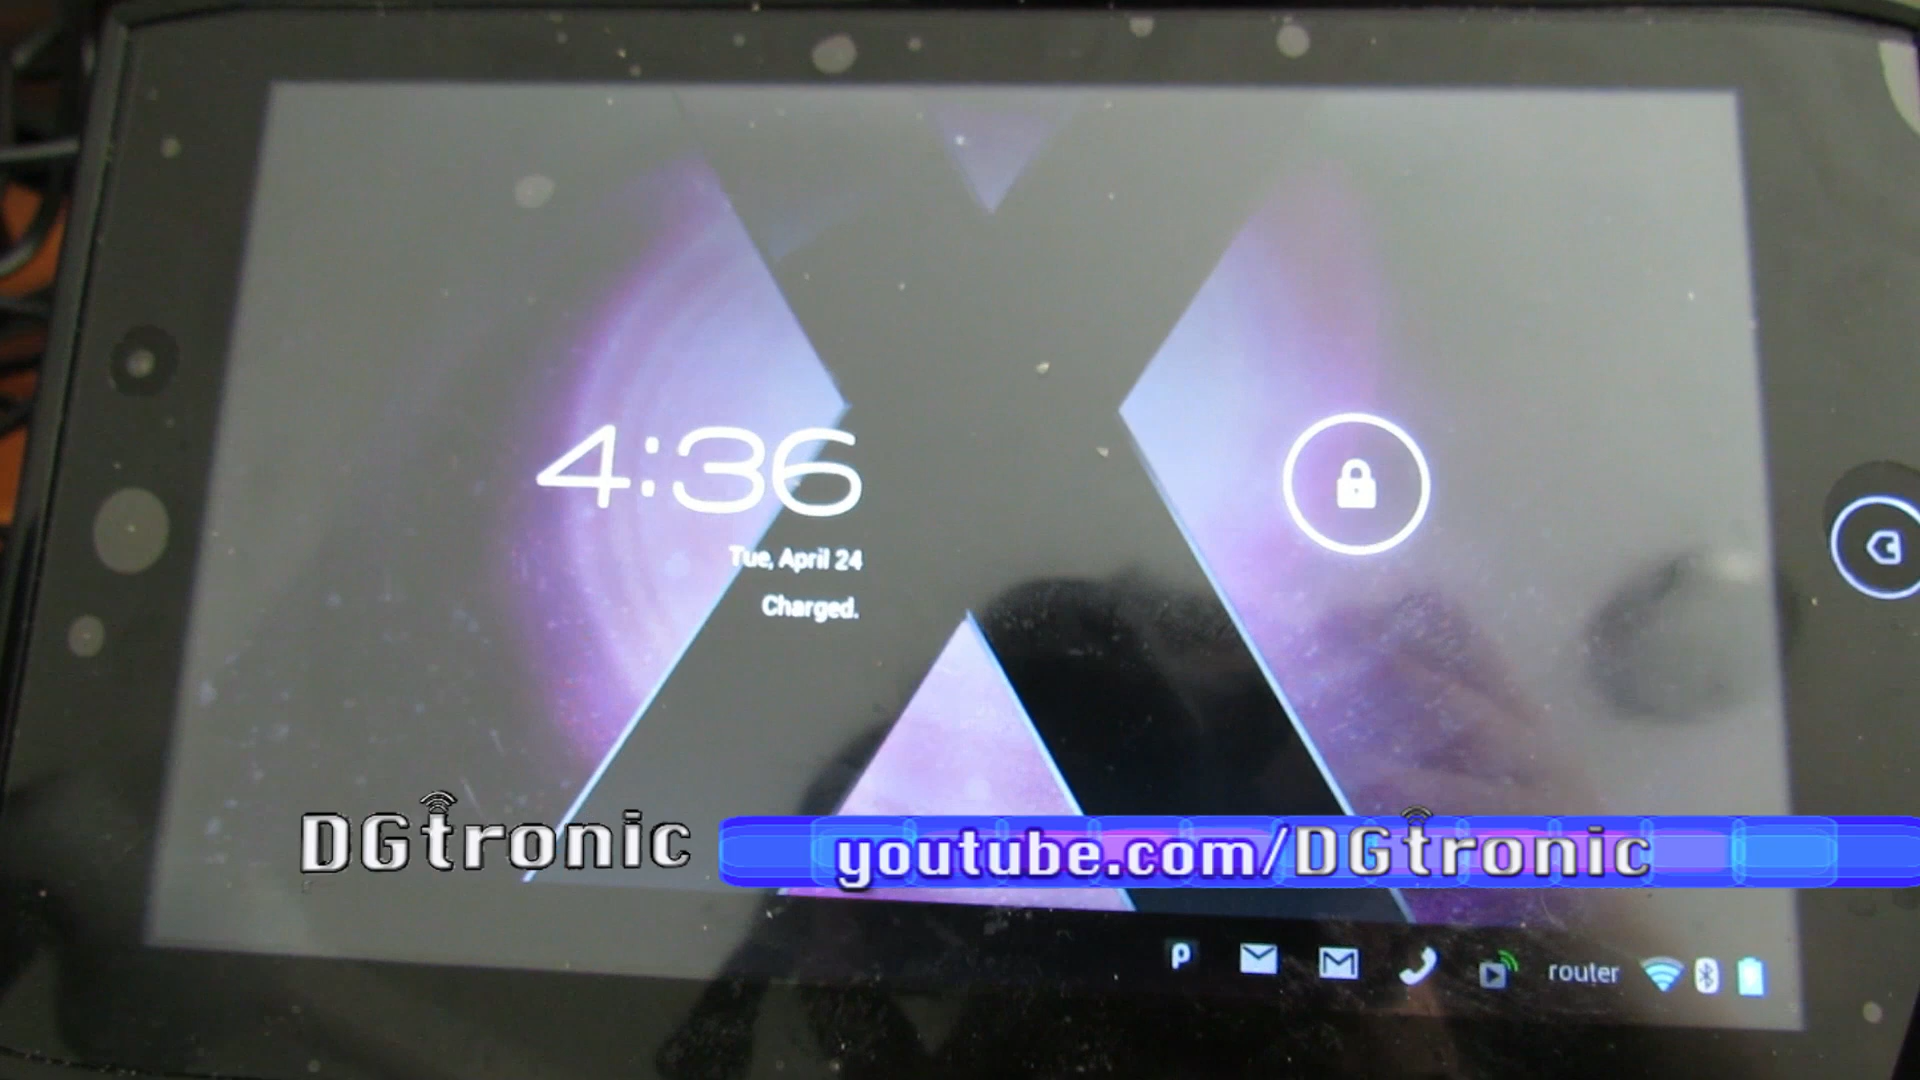 4:36
Tue, April 24
Charged.
DGtronic
youtube.com/DGtronic
router